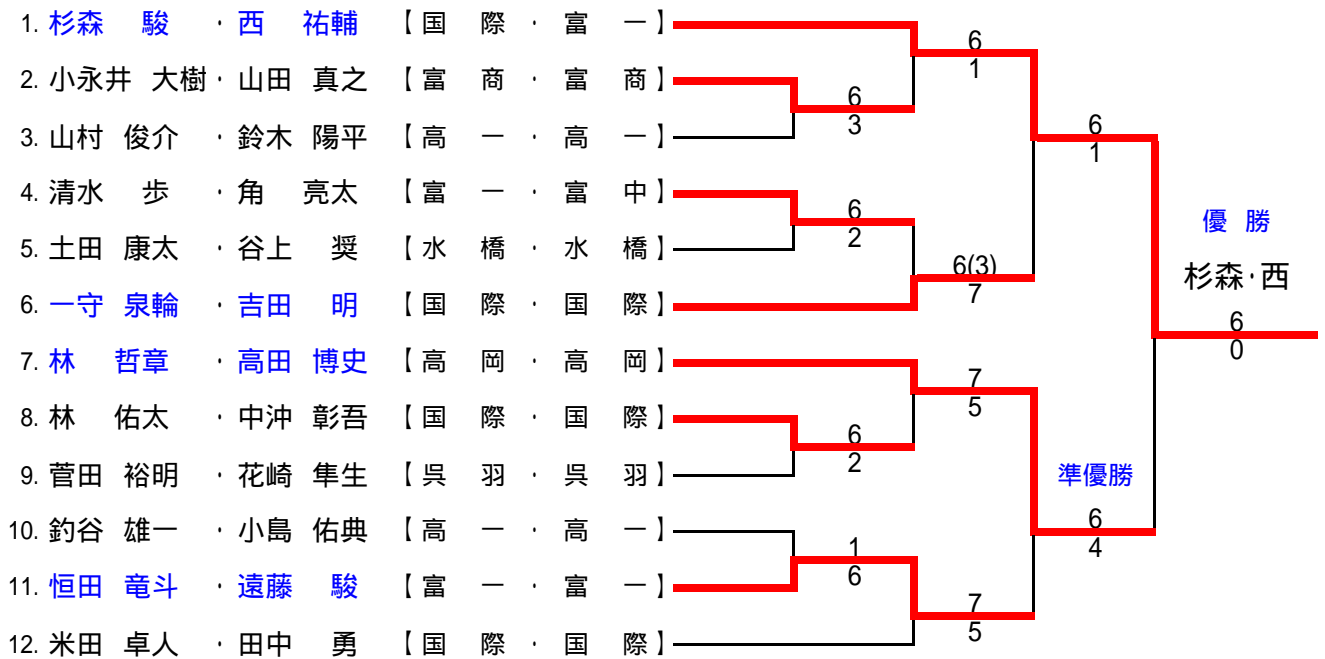 1. 杉森 駿 ・ 西 祐輔 【 国 際 ・ 富 一 】
6
1
2. 小永井 大樹 ・ 山田 真之 【 富 商 ・ 富 商 】
6
3
3. 山村 俊介 ・ 鈴木 陽平 【 高 一 ・ 高 一 】
6
1
4. 清水 歩 ・ 角 亮太 【 富 一 ・ 富 中 】
6
2
優 勝
5. 土田 康太 ・ 谷上 奨 【 水 橋 ・ 水 橋 】
6(3)
7
杉森・西
6. 一守 泉輪 ・ 吉田 明 【 国 際 ・ 国 際 】
6
0
7. 林 哲章 ・ 高田 博史 【 高 岡 ・ 高 岡 】
7
5
8. 林 佑太 ・ 中沖 彰吾 【 国 際 ・ 国 際 】
6
2
9. 菅田 裕明 ・ 花崎 隼生 【 呉 羽 ・ 呉 羽 】
準優勝
6
4
10. 釣谷 雄一 ・ 小島 佑典 【 高 一 ・ 高 一 】
1
6
11. 恒田 竜斗 ・ 遠藤 駿 【 富 一 ・ 富 一 】
7
5
12. 米田 卓人 ・ 田中 勇 【 国 際 ・ 国 際 】